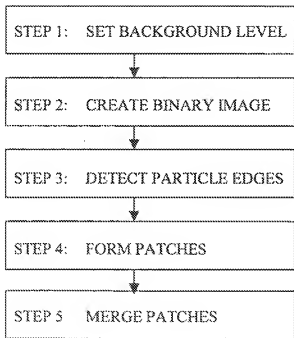 STEP 1: SET BACKGROUND LEVEL
STEP 2: CREATE BINARY IMAGE
STEP 3: DETECT PARTICLE EDGES
STEP 4: FORM PATCHES
STEP 5 MERGE PATCHES